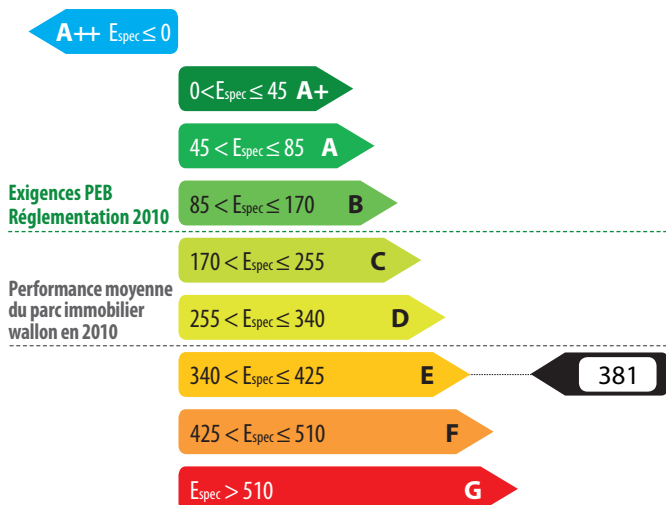 A++ Espec ≤ 0
0<Espec ≤ 45 A+
45 < Espec ≤ 85 A
Exigences PEB
Réglementation 2010
85 < Espec ≤ 170 B
170 < Espec ≤ 255 C
Performance moyenne
du parc immobilier
wallon en 2010
255 < Espec ≤ 340 D
340 < Espec ≤ 425 E
381
425 < Espec ≤ 510 F
Espec > 510 G